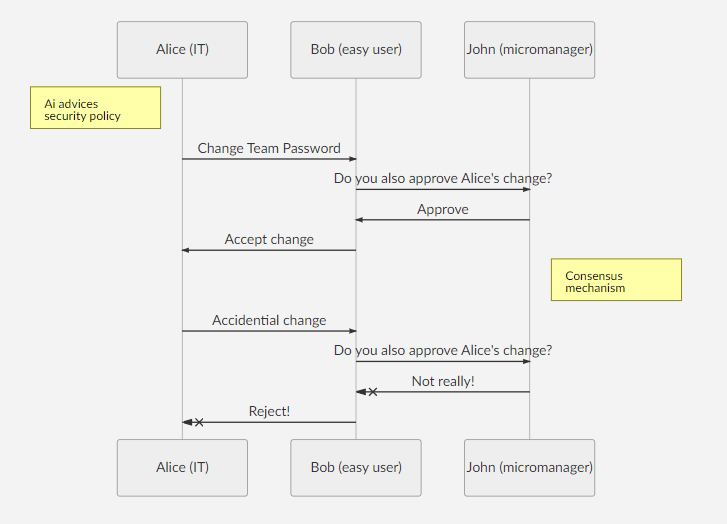 Alice (IT)
Bob (easy user)
John (micromanager)
Ai advices
security policy
Change Team Password
Do you also approve Alice's change?
Approve
Accept change
Consensus
mechanism
Accidential change
Do you also approve Alice's change?
Not really!
Reject!
Alice (IT)
Bob (easy user)
John (micromanager)